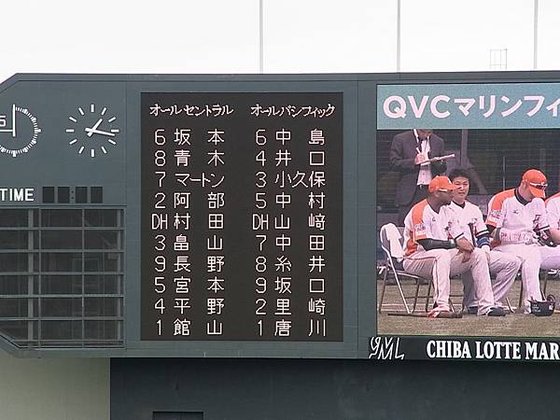 QVCマリンフィ
オールセントラル オールパシフィック
6 坂本 6 中島
8 青木 4 井口
7 マートン 3 小久保
2 阿部 5 中村
DH 村田 DH 山﨑
3 畠山 7 中田
9 長野 8 糸井
5 宮本 9 坂口
4 平野 2 里崎
1 館山 1 唐川
TIME
CHIBA LOTTE MAR